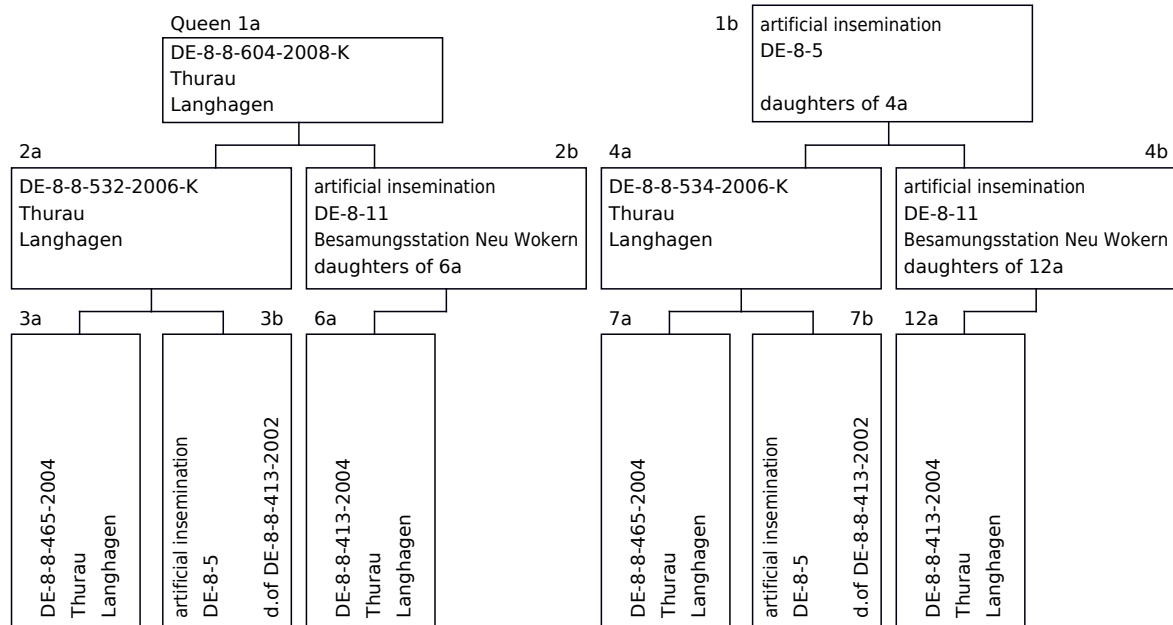 Queen 1a
DE-8-8-604-2008-K
Thurau
Langhagen
1b
artificial insemination
DE-8-5
daughters of 4a
2a
DE-8-8-532-2006-K
Thurau
Langhagen
2b
artificial insemination
DE-8-11
Besamungsstation Neu Wokern
daughters of 6a
4a
DE-8-8-534-2006-K
Thurau
Langhagen
4b
artificial insemination
DE-8-11
Besamungsstation Neu Wokern
daughters of 12a
3a
DE-8-8-465-2004
Thurau
Langhagen
3b
artificial insemination
DE-8-5
d.of DE-8-8-413-2002
6a
DE-8-8-413-2004
Thurau
Langhagen
7a
DE-8-8-465-2004
Thurau
Langhagen
7b
artificial insemination
DE-8-5
d.of DE-8-8-413-2002
12a
DE-8-8-413-2004
Thurau
Langhagen